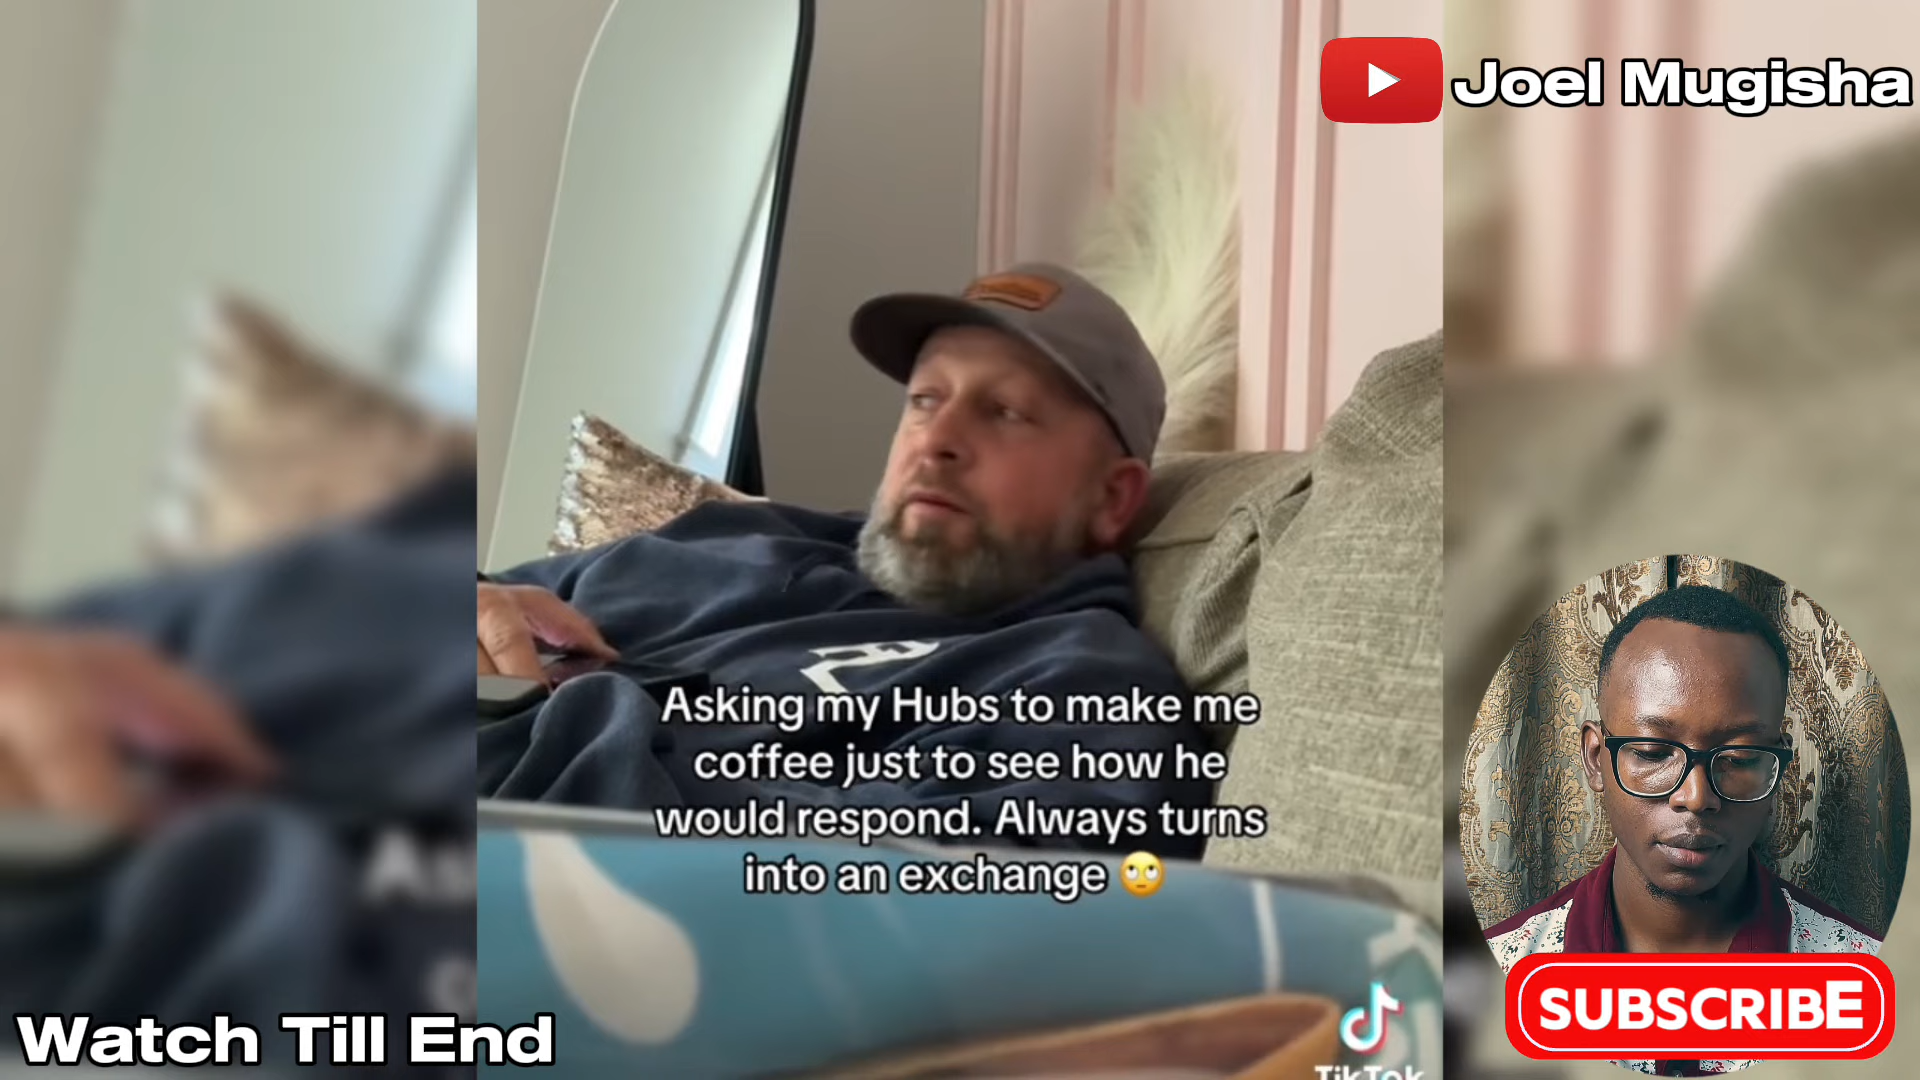 Joel Mugisha
Asking my Hubs to make me
coffee just to see how he
would respond. Always turns
into an exchange 🙄
SUBSCRIBE
Watch Till End
TikTok